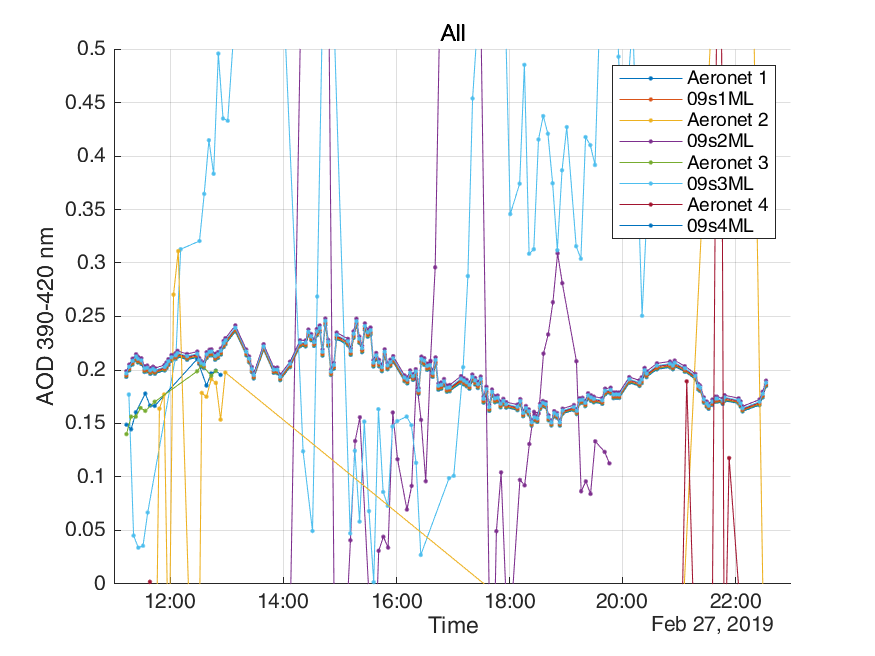 All
0.5
0.45
0.4
0.35
0.3
0.25
0.2
0.15
0.1
0.05
0
AOD 390-420 nm
Aeronet 1
09s1ML
Aeronet 2
09s2ML
Aeronet 3
09s3ML
Aeronet 4
09s4ML
12:00 14:00 16:00 18:00 20:00 22:00
Time
Feb 27, 2019